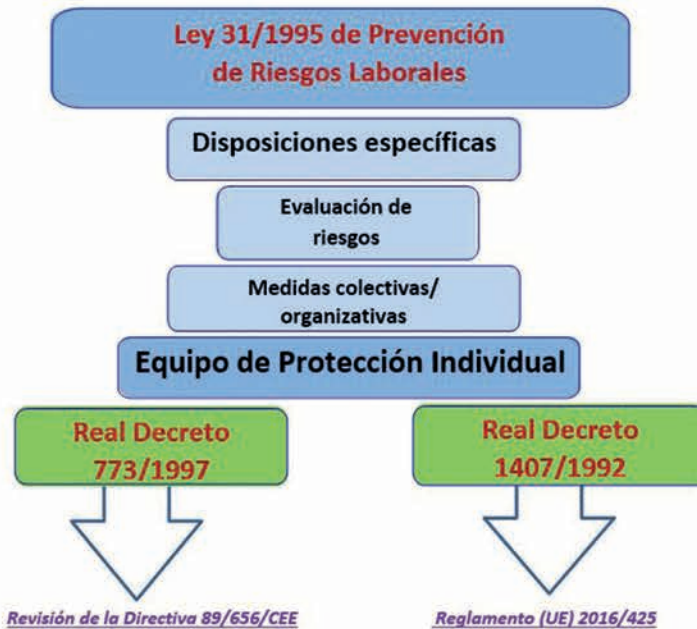 Ley 31/1995 de Prevención
de Riesgos Laborales
Disposiciones específicas
Evaluación de
riesgos
Medidas colectivas/
organizativas
Equipo de Protección Individual
Real Decreto
773/1997
Real Decreto
1407/1992
Revisión de la Directiva 89/656/CEE
Reglamento (UE) 2016/425